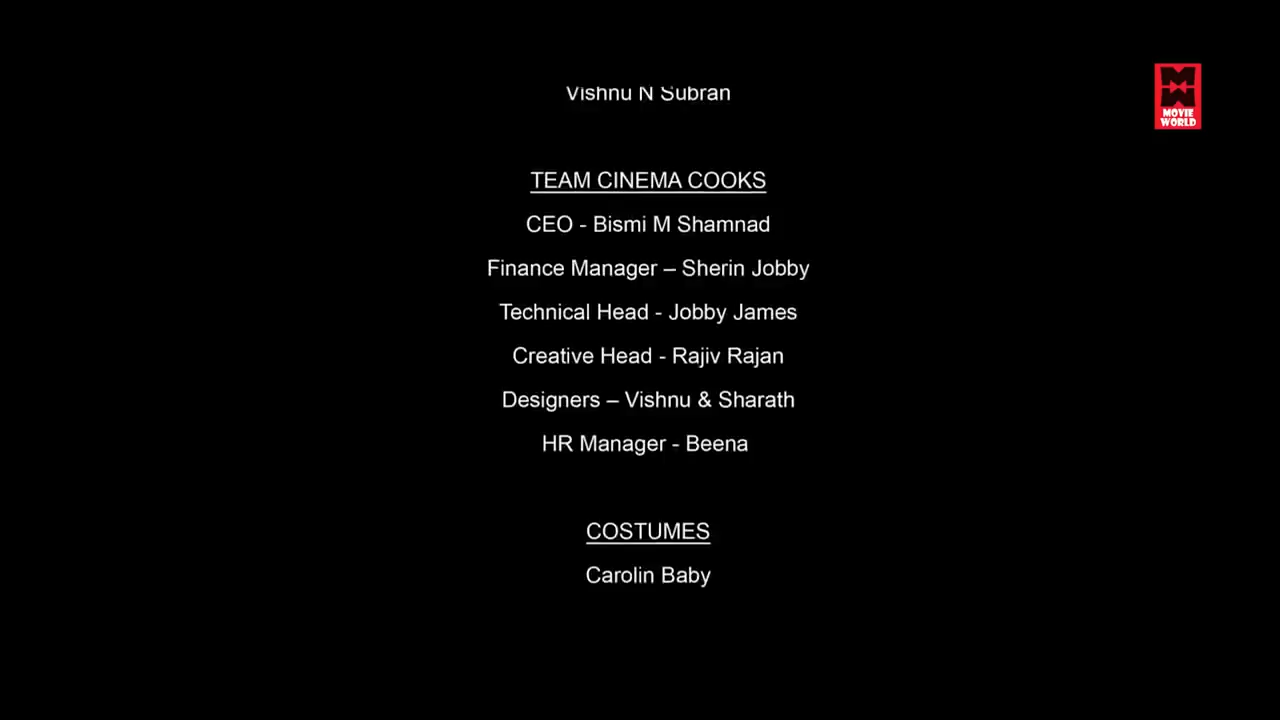 Vishnu N Subran
MOVIE
WORLD
TEAM CINEMA COOKS
CEO - Bismi M Shamnad
Finance Manager – Sherin Jobby
Technical Head - Jobby James
Creative Head - Rajiv Rajan
Designers – Vishnu & Sharath
HR Manager - Beena
COSTUMES
Carolin Baby